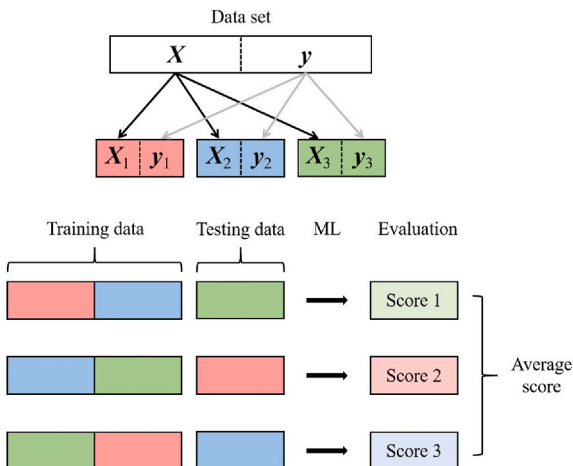 Data set
X y
X1 y1 X2 y2 X3 y3
Training data Testing data ML Evaluation
Score 1
Score 2
Average
score
Score 3